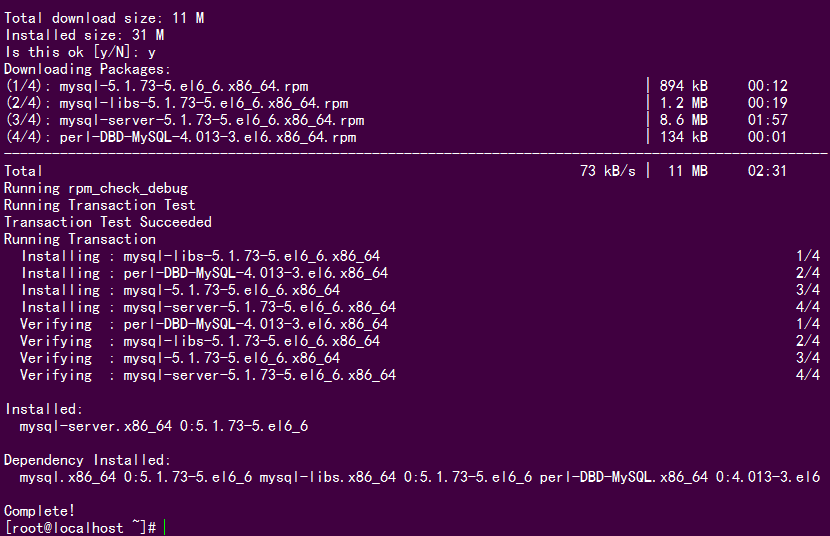 Total download size: 11 M
Installed size: 31 M
Is this ok [y/N]: y
Downloading Packages:
(1/4): mysql-5.1.73-5.el6_6.x86_64.rpm | 894 kB 00:12
(2/4): mysql-libs-5.1.73-5.el6_6.x86_64.rpm | 1.2 MB 00:19
(3/4): mysql-server-5.1.73-5.el6_6.x86_64.rpm | 8.6 MB 01:57
(4/4): perl-DBD-MySQL-4.013-3.el6.x86_64.rpm | 134 kB 00:01
Total 73 kB/s | 11 MB 02:31
Running rpm_check_debug
Running Transaction Test
Transaction Test Succeeded
Running Transaction
Installing : mysql-libs-5.1.73-5.el6_6.x86_64 1/4
Installing : perl-DBD-MySQL-4.013-3.el6.x86_64 2/4
Installing : mysql-5.1.73-5.el6_6.x86_64 3/4
Installing : mysql-server-5.1.73-5.el6_6.x86_64 4/4
Verifying : perl-DBD-MySQL-4.013-3.el6.x86_64 1/4
Verifying : mysql-libs-5.1.73-5.el6_6.x86_64 2/4
Verifying : mysql-5.1.73-5.el6_6.x86_64 3/4
Verifying : mysql-server-5.1.73-5.el6_6.x86_64 4/4
Installed:
mysql-server.x86_64 0:5.1.73-5.el6_6
Dependency Installed:
mysql.x86_64 0:5.1.73-5.el6_6 mysql-libs.x86_64 0:5.1.73-5.el6_6 perl-DBD-MySQL.x86_64 0:4.013-3.el6
Complete!
[root@localhost ~]#